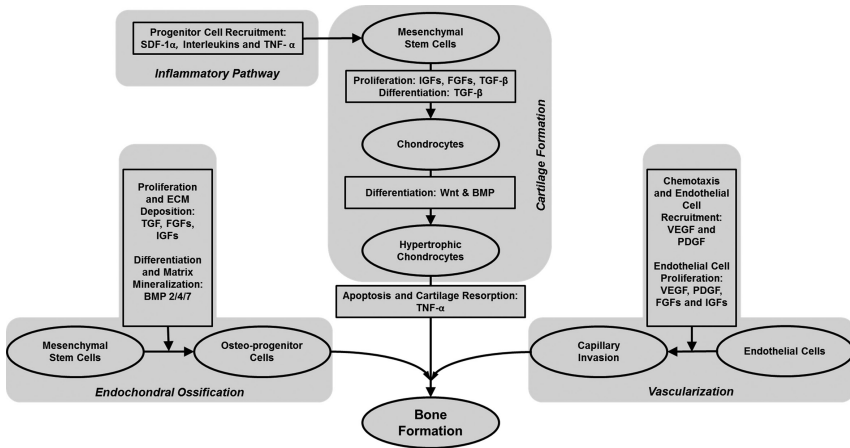 Progenitor Cell Recruitment:
SDF-1α, Interleukins and TNF- α
Inflammatory Pathway
Mesenchymal
Stem Cells
Proliferation: IGFs, FGFs, TGF-β
Differentiation: TGF-β
Chondrocytes
Differentiation: Wnt & BMP
Hypertrophic
Chondrocytes
Cartilage Formation
Apoptosis and Cartilage Resorption:
TNF-α
Proliferation
and ECM
Deposition:
TGF, FGFs,
IGFs
Differentiation
and Matrix
Mineralization:
BMP 2/4/7
Mesenchymal
Stem Cells
Osteo-progenitor
Cells
Endochondral Ossification
Chemotaxis
and Endothelial
Cell
Recruitment:
VEGF and
PDGF
Endothelial Cell
Proliferation:
VEGF, PDGF,
FGFs and IGFs
Capillary
Invasion
Endothelial Cells
Vascularization
Bone
Formation